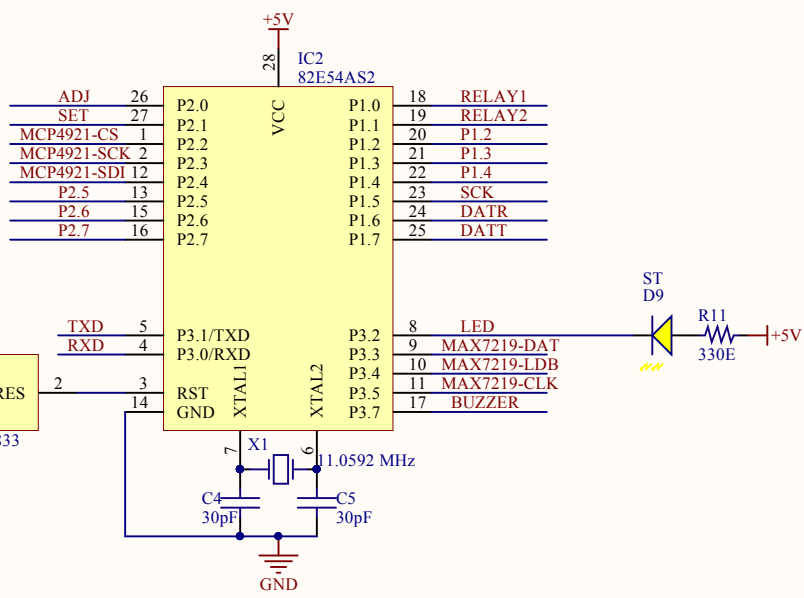 +5V
28
IC2
82E54AS2
VCC
ADJ 26 P2.0 P1.0 18 RELAY1
SET 27 P2.1 P1.1 19 RELAY2
MCP4921-CS 1 P2.2 P1.2 20 P1.2
MCP4921-SCK 2 P2.3 P1.3 21 P1.3
MCP4921-SDI 12 P2.4 P1.4 22 P1.4
P2.5 13 P2.5 P1.5 23 SCK
P2.6 15 P2.6 P1.6 24 DATR
P2.7 16 P2.7 P1.7 25 DATT
ST
D9
R11
330E
+5V
TXD 5 P3.1/TXD P3.2 8 LED
RXD 4 P3.0/RXD P3.3 9 MAX7219-DAT
P3.4 10 MAX7219-LDB
RES 2 3 RST P3.5 11 MAX7219-CLK
14 GND P3.7 17 BUZZER
XTAL1 XTAL2
833
7 X1 6
11.0592 MHz
C4 C5
30pF 30pF
GND